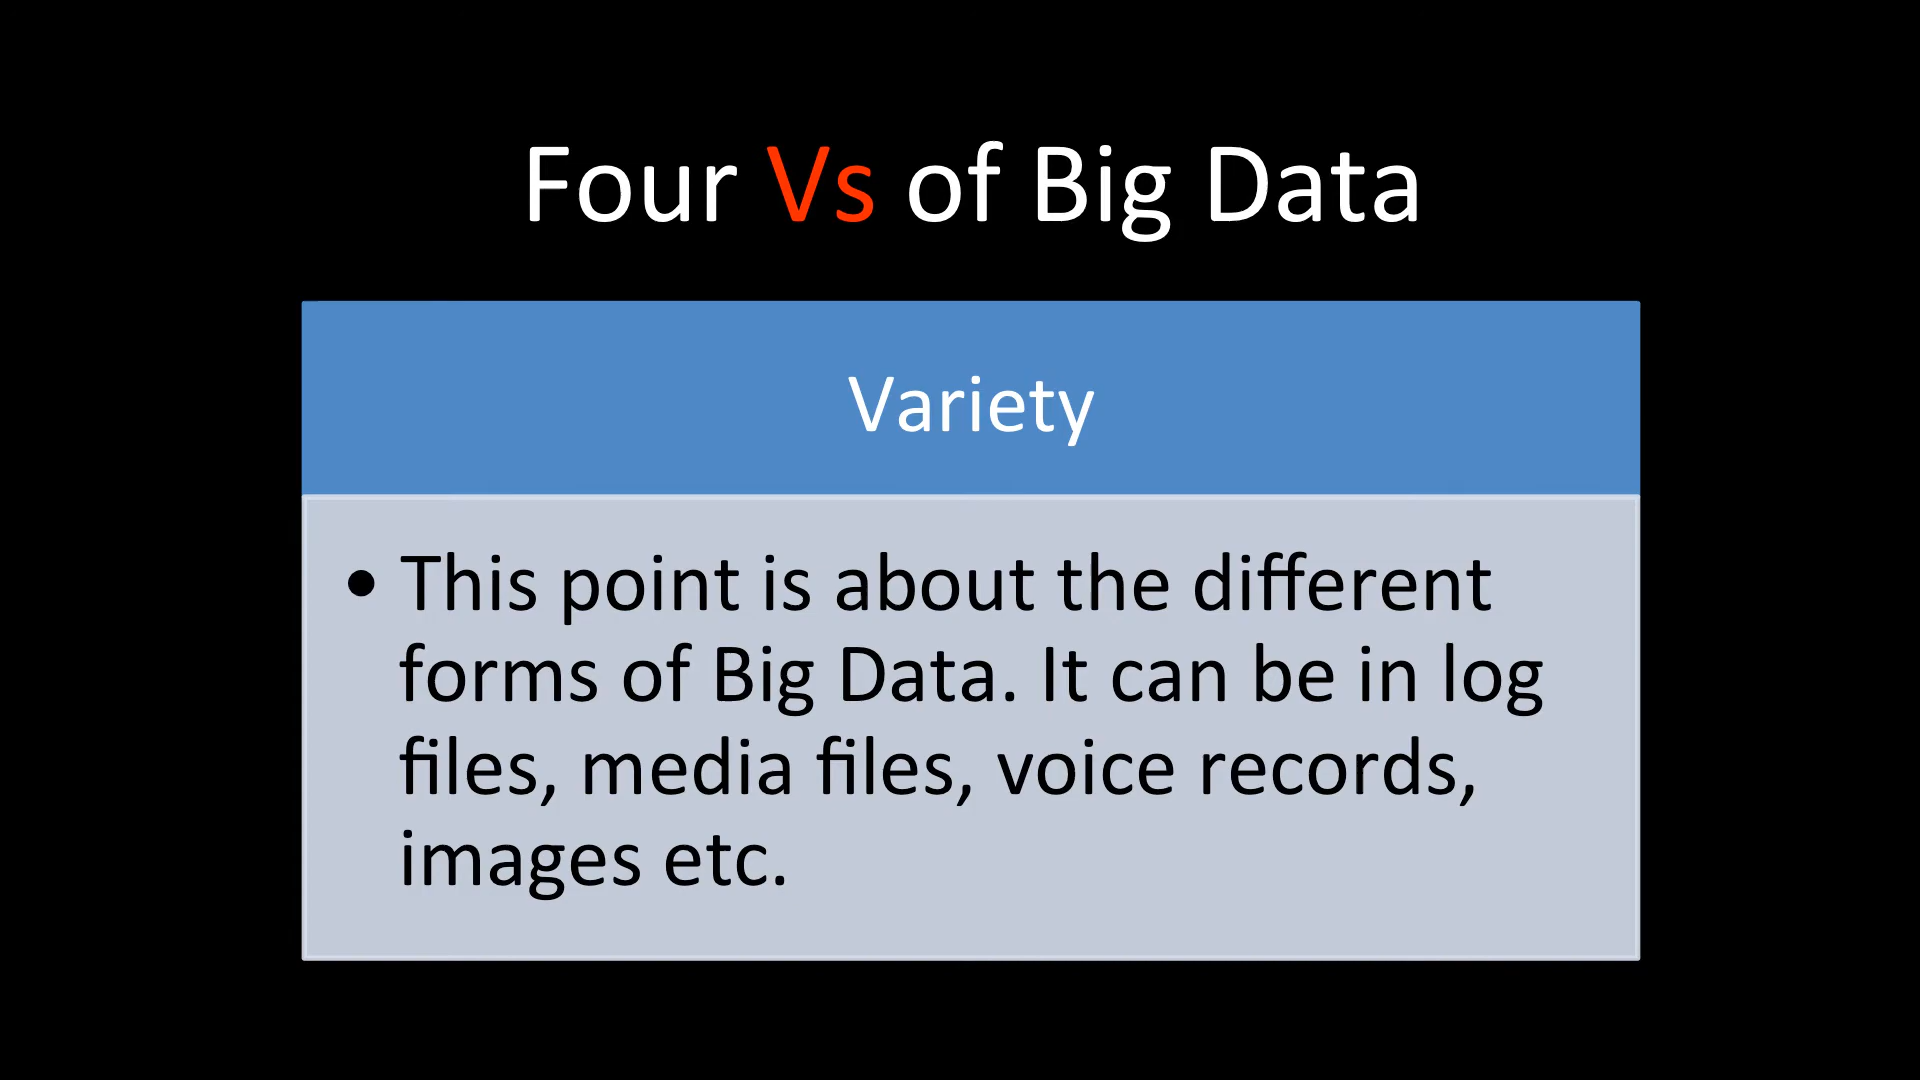 Four Vs of Big Data
Variety
• This point is about the different
forms of Big Data. It can be in log
files, media files, voice records,
images etc.